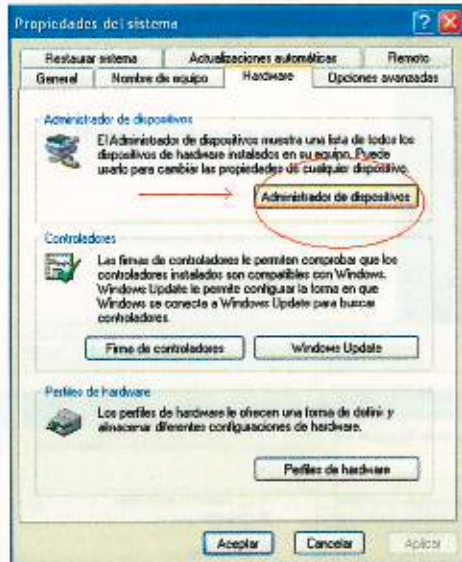 Propiedades del sistema
Restaurar sistema Actualizaciones automáticas Remoto
General Nombre de equipo Hardware Opciones avanzadas
Administrador de dispositivos
El Administrador de dispositivos muestra una lista de todos los
dispositivos de hardware instalados en su equipo. Puede
usarlo para cambiar las propiedades de cualquier dispositivo.
Administrador de dispositivos
Controladores
Las firmas de controladores le permiten comprobar que los
controladores instalados son compatibles con Windows.
Windows Update le permite configurar la forma en que
Windows se conecta a Windows Update para buscar
controladores.
Firma de controladores Windows Update
Perfiles de hardware
Los perfiles de hardware le ofrecen una forma de definir y
almacenar diferentes configuraciones de hardware.
Perfiles de hardware
Aceptar Cancelar Aplicar